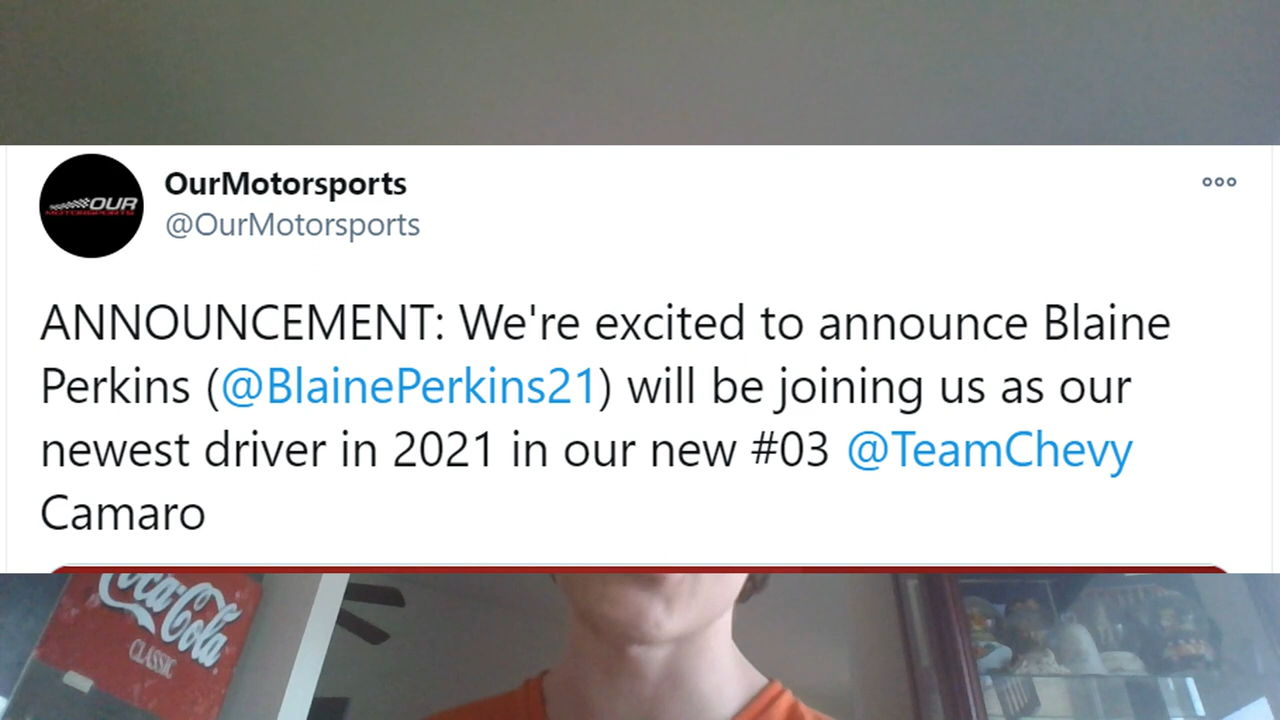 OUR
MOTORSPORTS
OurMotorsports
@OurMotorsports
ANNOUNCEMENT: We're excited to announce Blaine
Perkins (@BlainePerkins21) will be joining us as our
newest driver in 2021 in our new #03 @TeamChevy
Camaro
Coca-Cola
CLASSIC